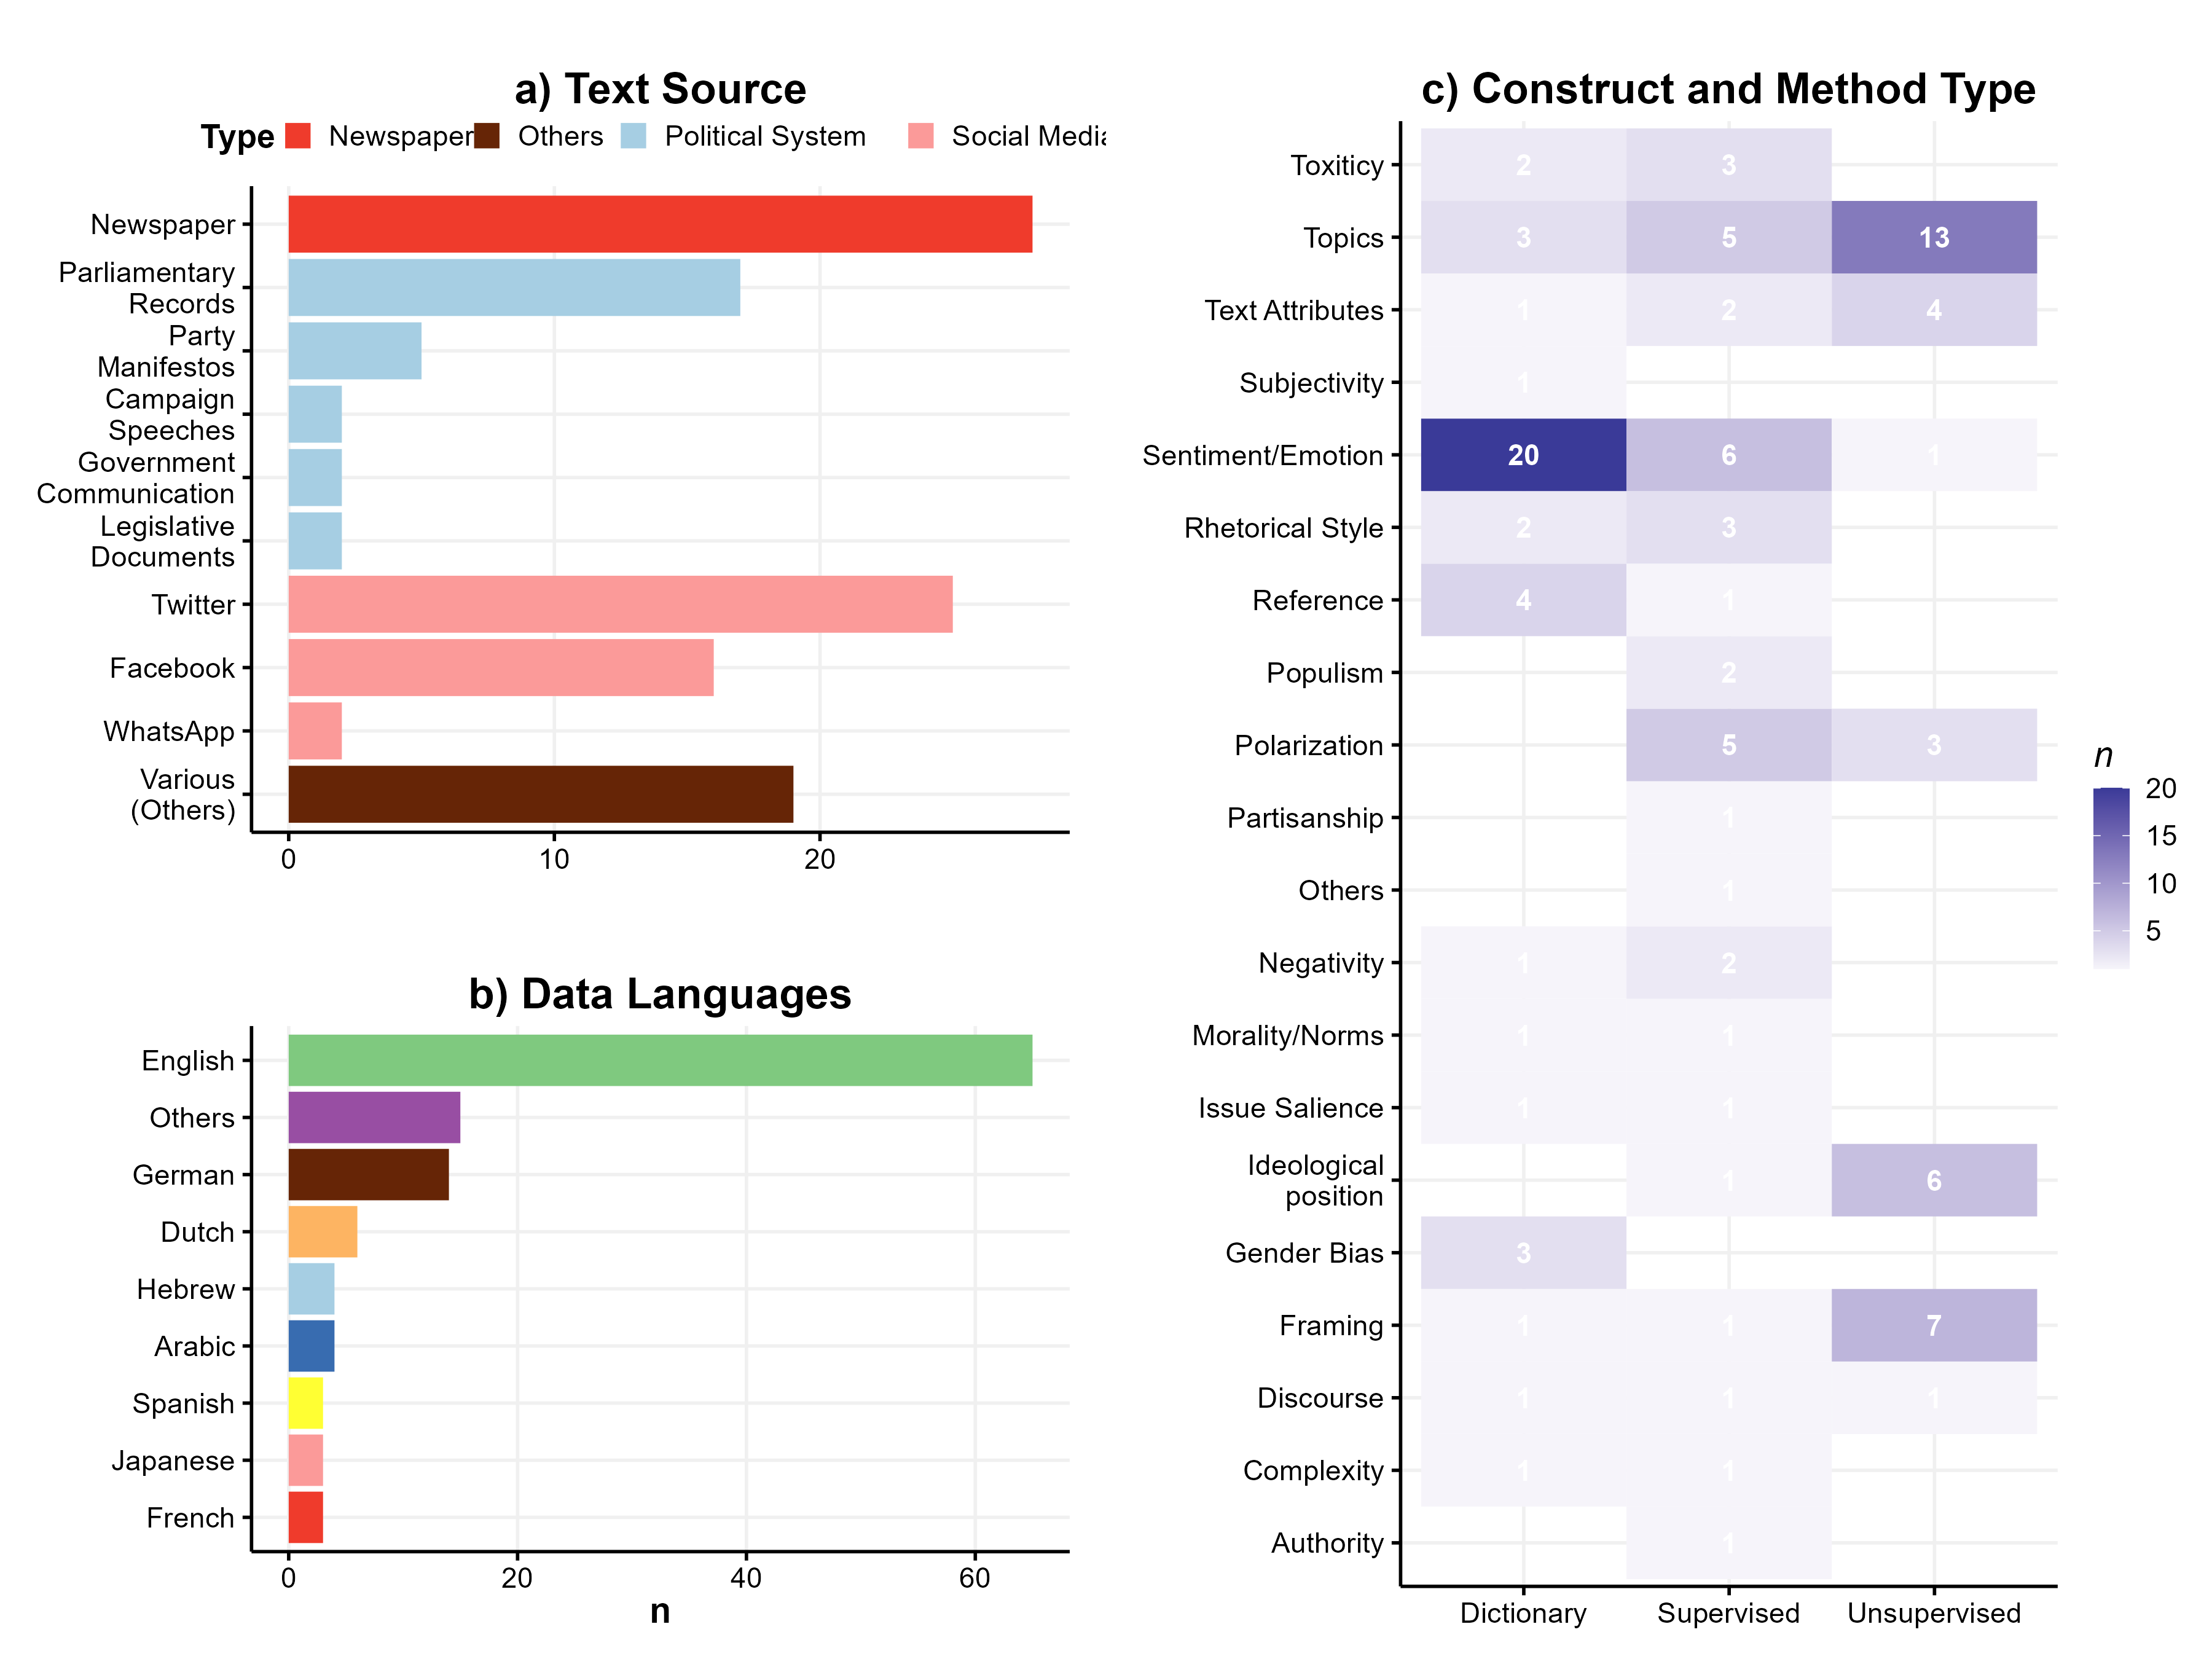 a) Text Source
Type Newspaper Others Political System Social Media
Newspaper
Parliamentary
Records
Party
Manifestos
Campaign
Speeches
Government
Communication
Legislative
Documents
Twitter
Facebook
WhatsApp
Various
(Others)
0 10 20
b) Data Languages
English
Others
German
Dutch
Hebrew
Arabic
Spanish
Japanese
French
0 20 40 60
n
c) Construct and Method Type
Toxiticy 2 3
Topics 3 5 13
Text Attributes 1 2 4
Subjectivity 1
Sentiment/Emotion 20 6 1
Rhetorical Style 2 3
Reference 4 1
Populism 2
Polarization 5 3
Partisanship 1
Others 1
Negativity 1 2
Morality/Norms 1 1
Issue Salience 1 1
Ideological
position 1 6
Gender Bias 3
Framing 1 1 7
Discourse 1 1 1
Complexity 1 1
Authority 1
Dictionary Supervised Unsupervised
n
20
15
10
5